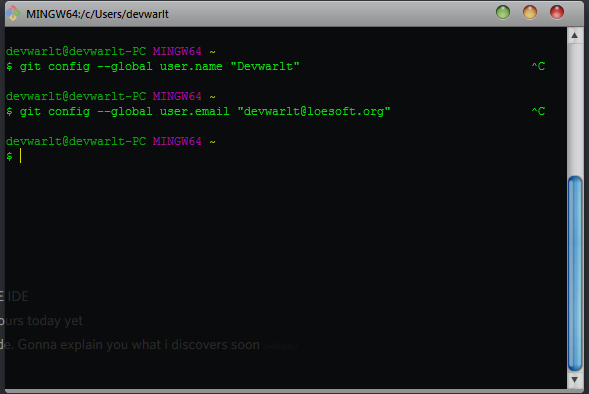 MINGW64:/c/Users/devwarlt
devwarlt@devwarlt-PC MINGW64 ~
$ git config --global user.name "Devwarlt" ^C
devwarlt@devwarlt-PC MINGW64 ~
$ git config --global user.email "devwarlt@loesoft.org" ^C
devwarlt@devwarlt-PC MINGW64 ~
$
E IDE
ours today yet
de. Gonna explain you what i discovers soon